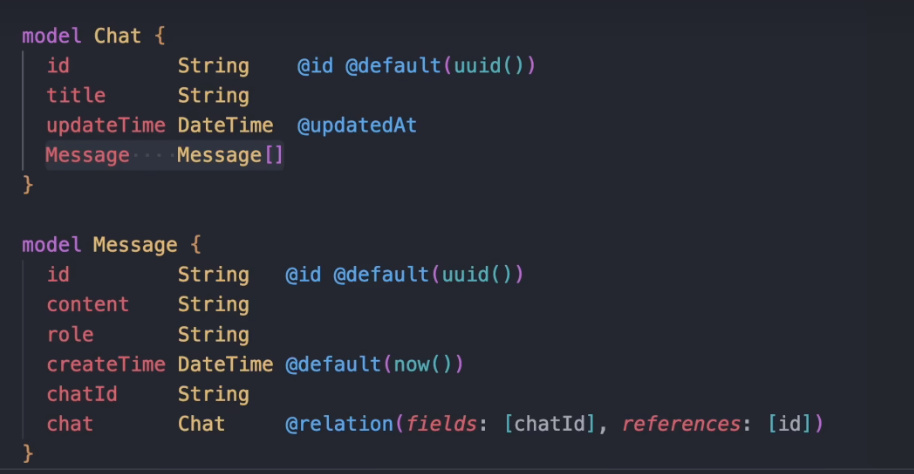 model Chat {
  id         String    @id @default(uuid())
  title      String
  updateTime DateTime  @updatedAt
  Message    Message[]
}
model Message {
  id         String   @id @default(uuid())
  content    String
  role       String
  createTime DateTime @default(now())
  chatId     String
  chat       Chat     @relation(fields: [chatId], references: [id])
}